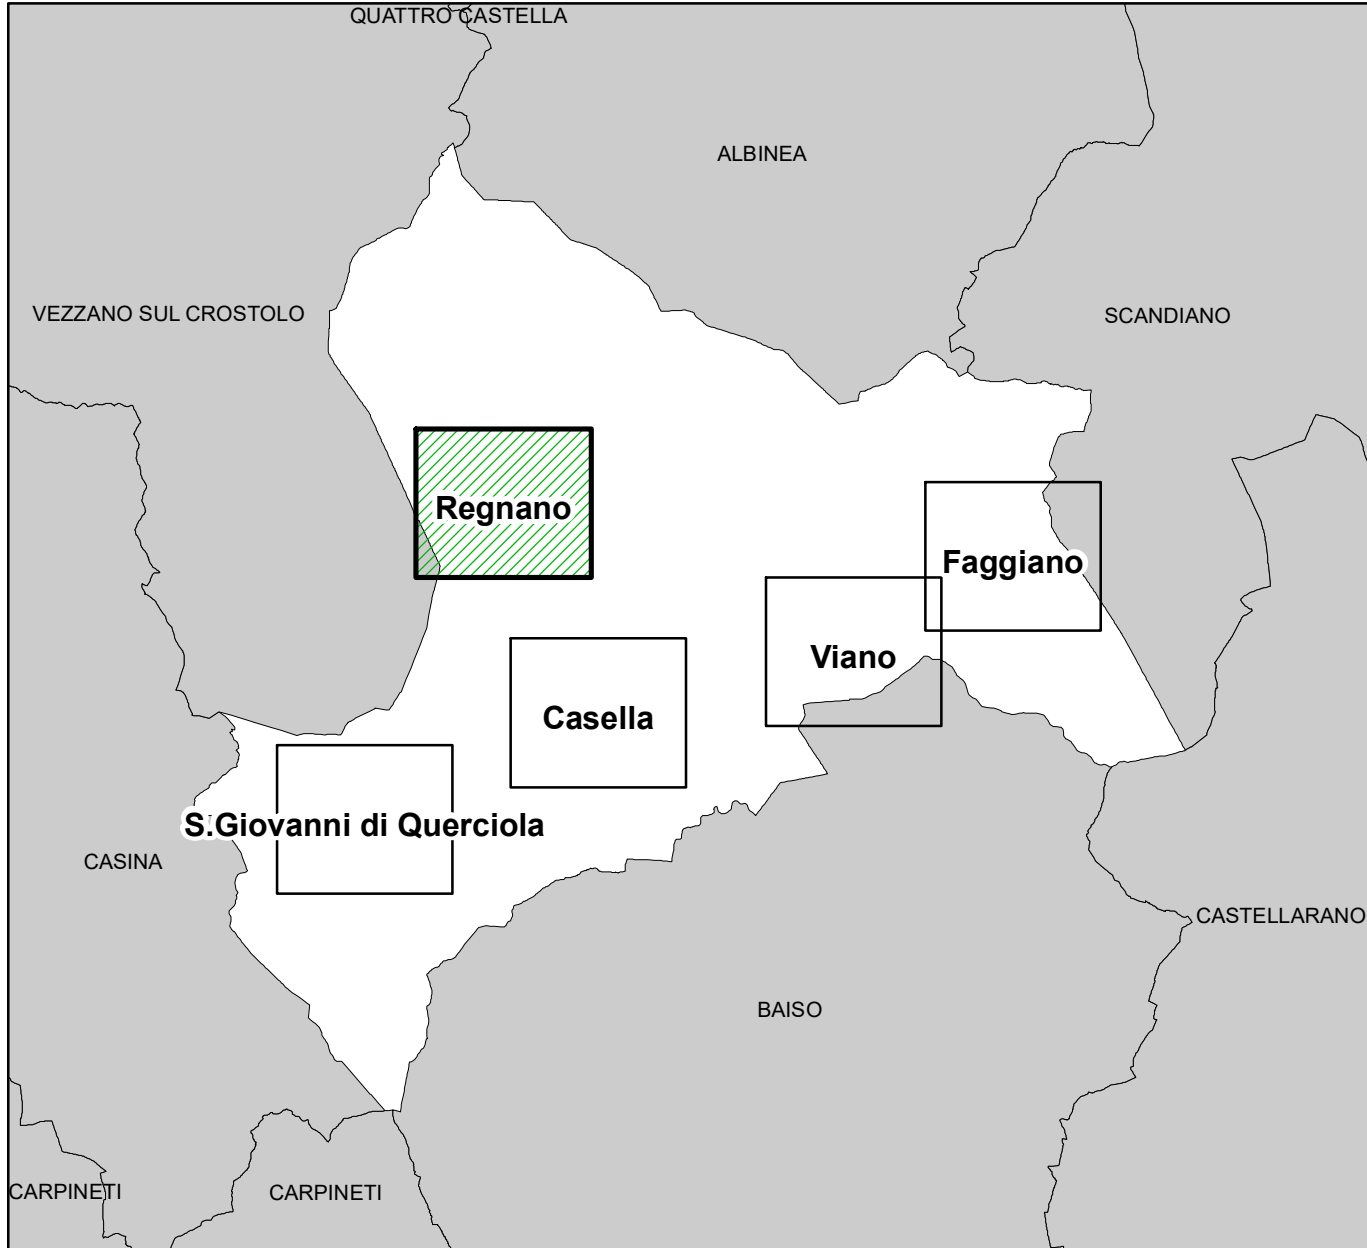 QUATTRO CASTELLA
ALBINEA
VEZZANO SUL CROSTOLO
SCANDIANO
Regnano
Faggiano
Viano
Casella
S.Giovanni di Querciola
CASINA
CASTELLARANO
BAISO
CARPINETI
CARPINETI